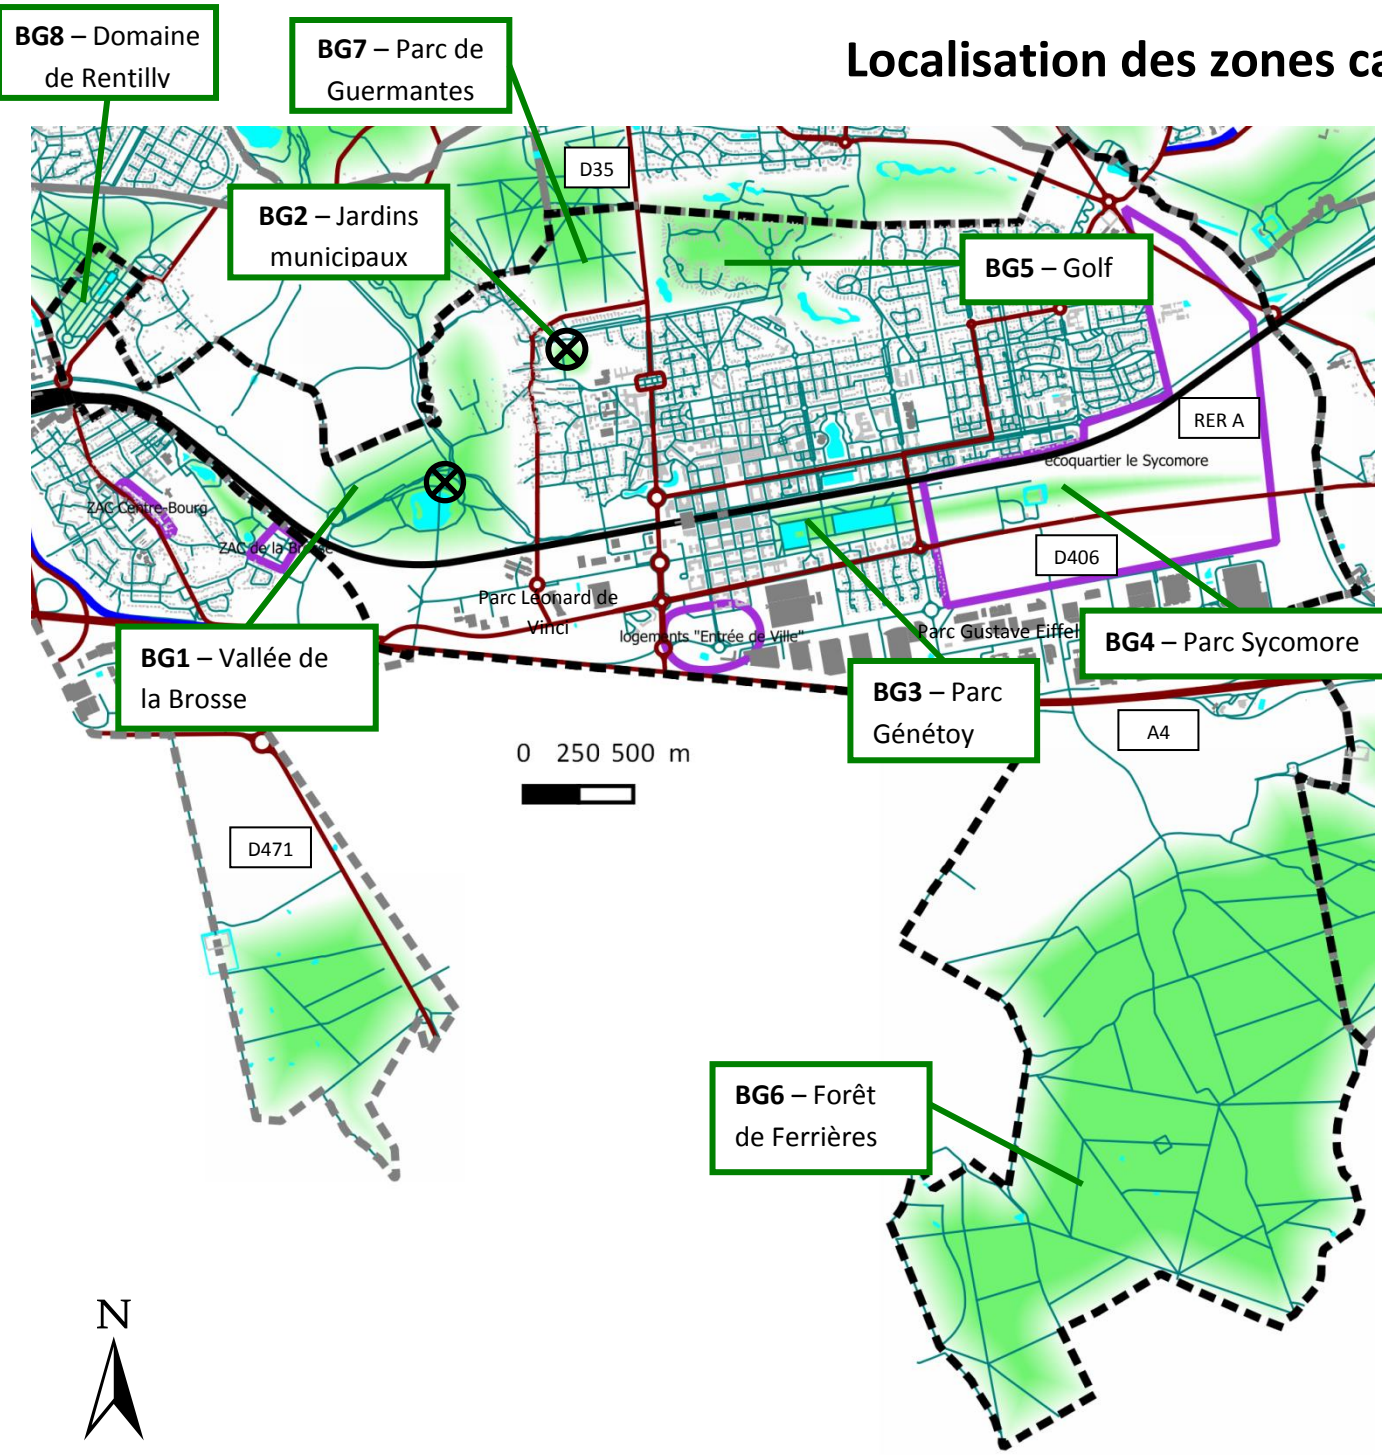 BG8 – Domaine
de Rentilly
BG7 – Parc de
Guermantes
Localisation des zones ca
D35
BG2 – Jardins
municipaux
BG5 – Golf
RER A
écoquartier le Sycomore
ZAC Centre-Bourg
ZAC de la Brosse
D406
Parc Léonard de
Vinci
logements "Entrée de Ville"
Parc Gustave Eiffel
BG4 – Parc Sycomore
BG1 – Vallée de
la Brosse
BG3 – Parc
Génétoy
A4
0 250 500 m
D471
BG6 – Forêt
de Ferrières
N